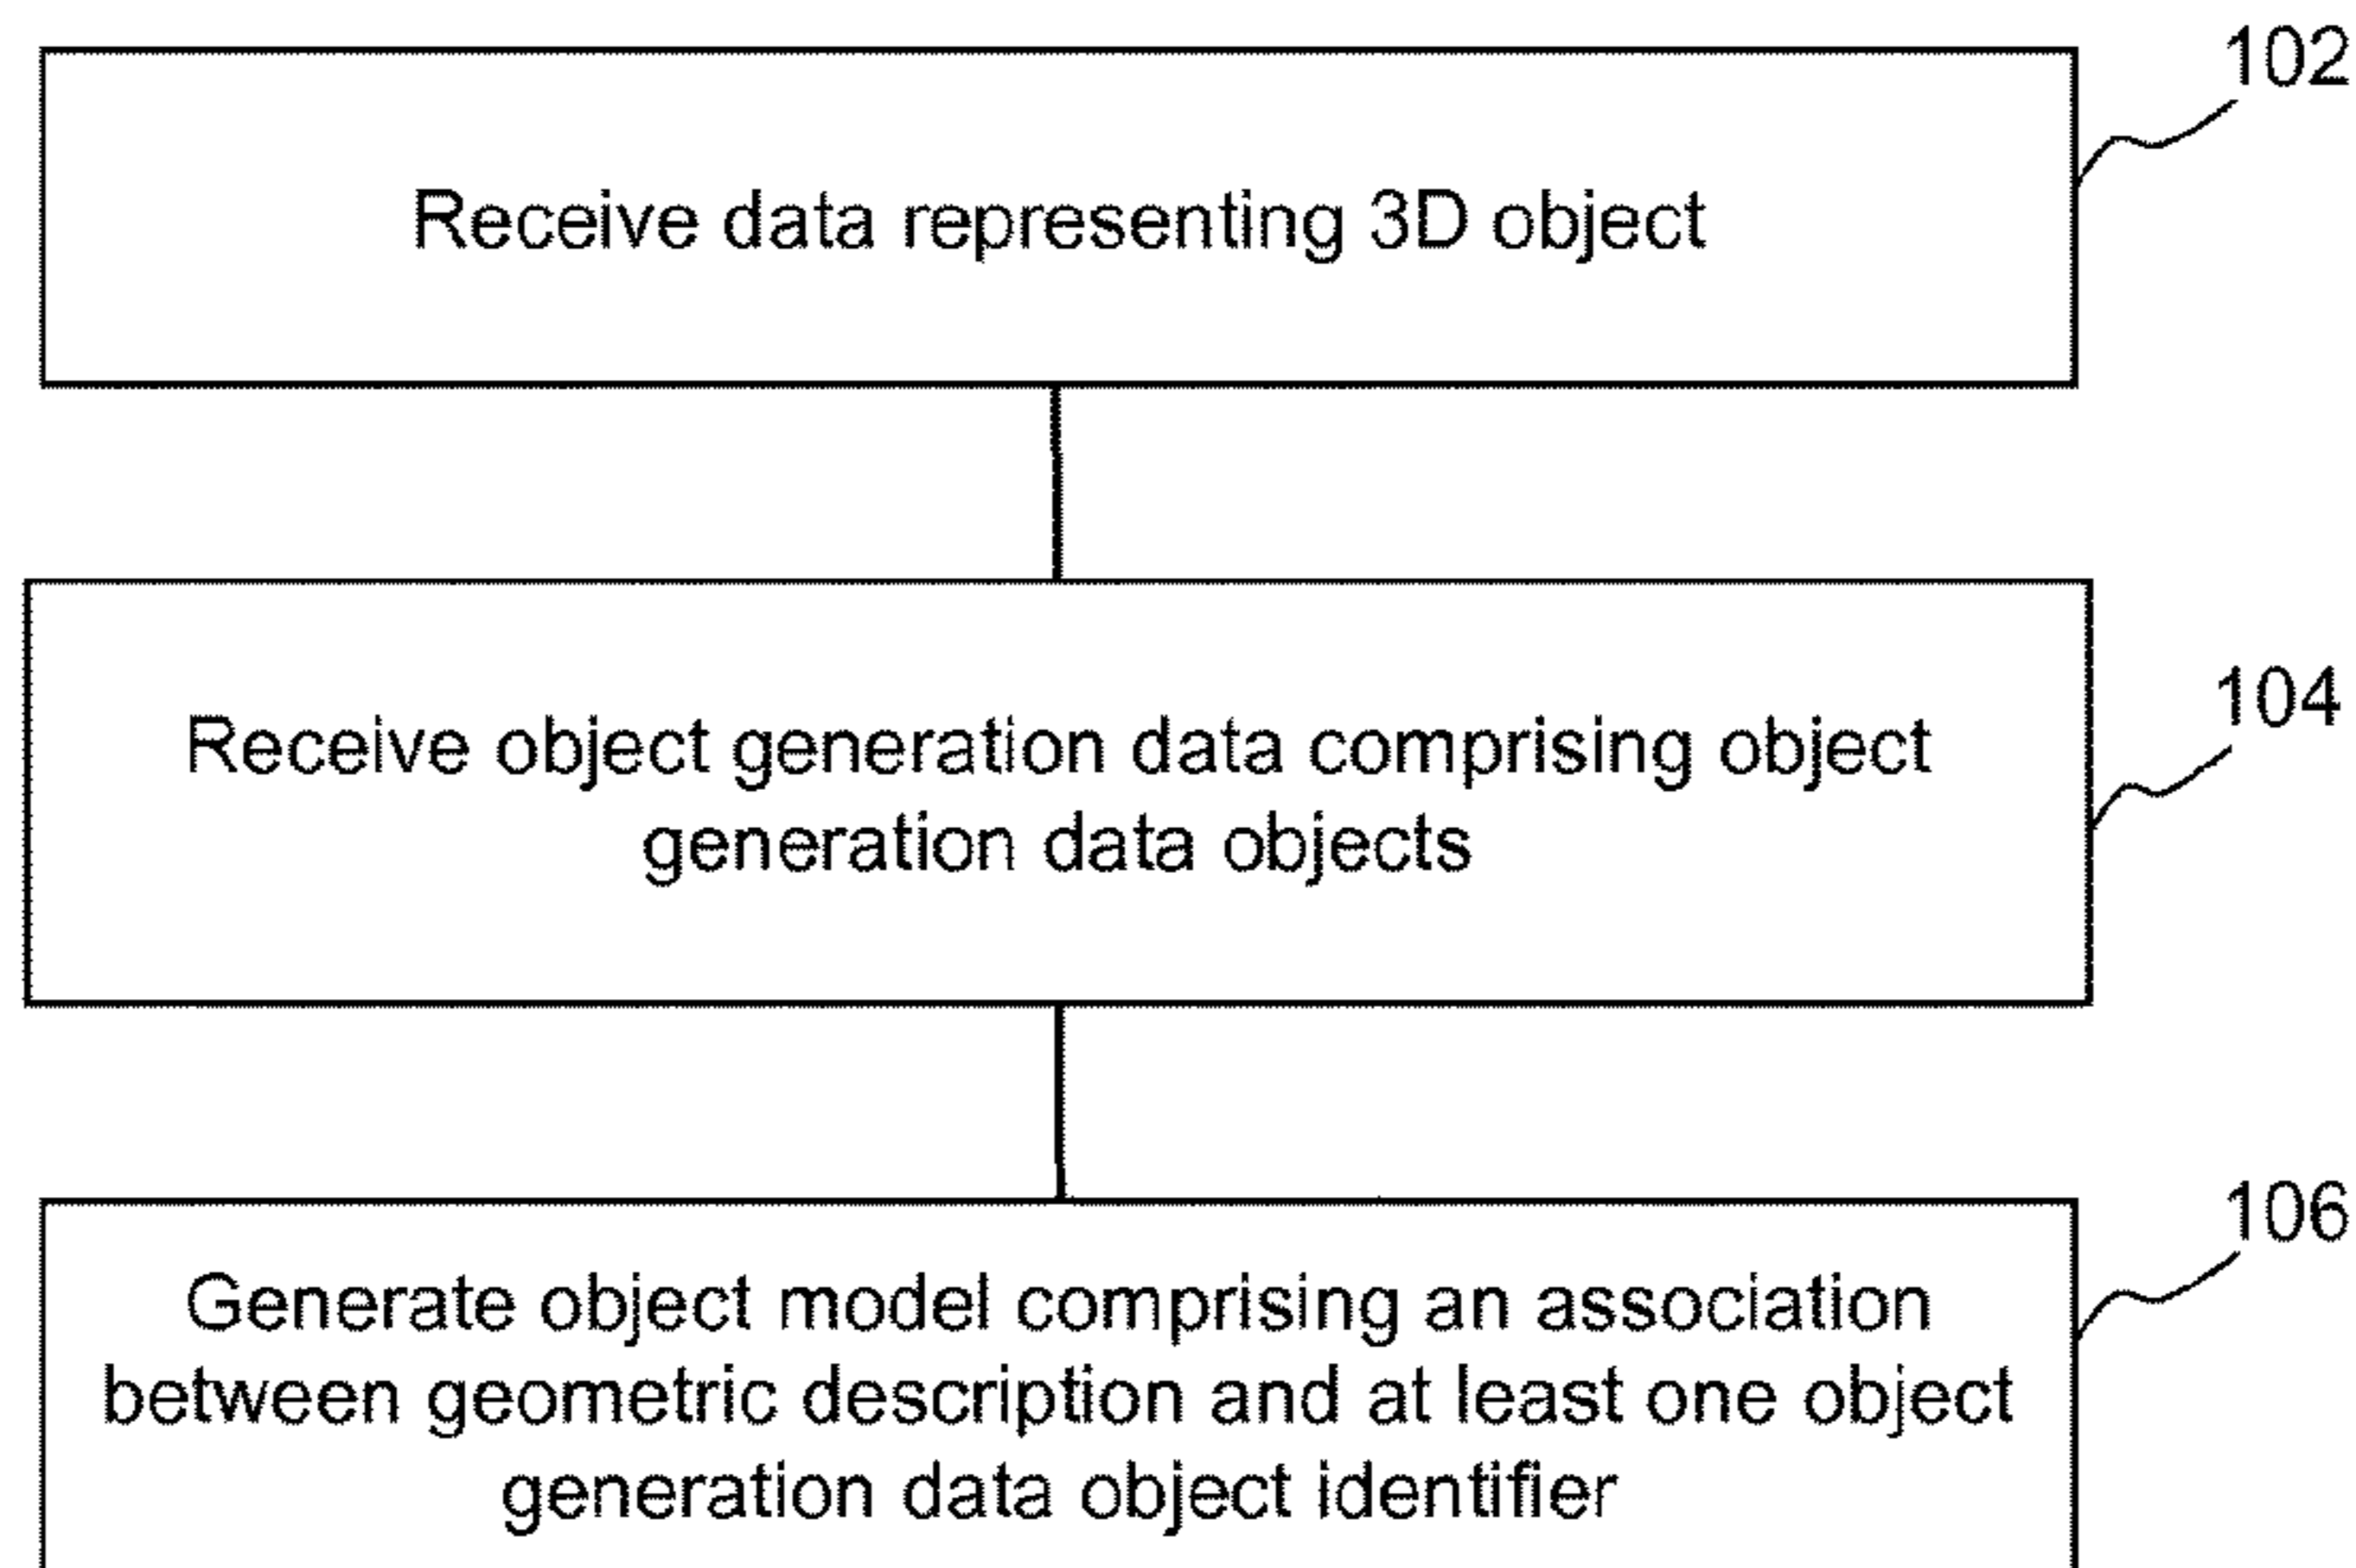 102
Receive data representing 3D object
104
Receive object generation data comprising object
generation data objects
106
Generate object model comprising an association
between geometric description and at least one object
generation data object identifier